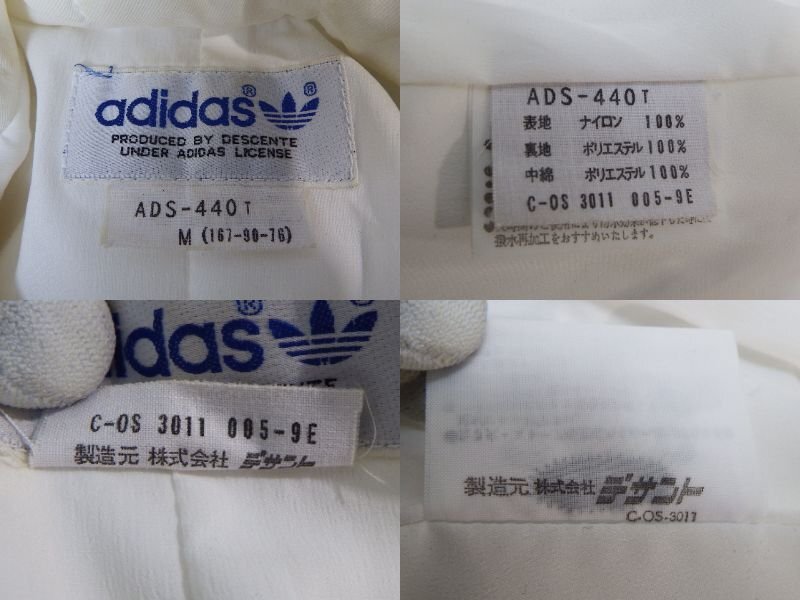 adidas®
®
PRODUCED BY DESCENTE
UNDER ADIDAS LICENSE
ADS-440T
M (167-90-76)
ADS-440T
表地 ナイロン 100%
裏地 ポリエステル 100%
中綿 ポリエステル 100%
C-OS 3011 005-9E
撥水再加工をおすすめいたします。
didas®
C-OS 3011 005-9E
製造元 株式会社 デサント
製造元 株式会社 デサント
C-OS-3011